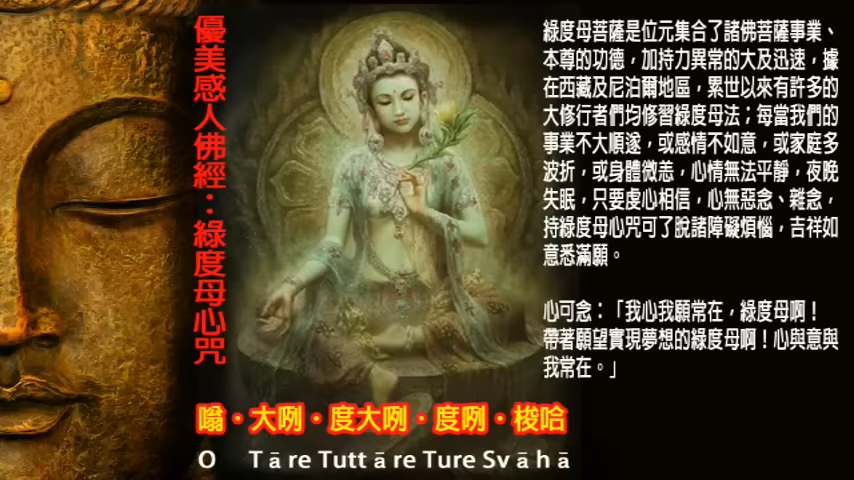 優美感人佛經：綠度母心咒
綠度母菩薩是位元集合了諸佛菩薩事業、
本尊的功德，加持力異常的大及迅速，據
在西藏及尼泊爾地區，累世以來有許多的
大修行者們均修習綠度母法；每當我們的
事業不大順遂，或感情不如意，或家庭多
波折，或身體微恙，心情無法平靜，夜晚
失眠，只要虔心相信，心無惡念、雜念，
持綠度母心咒可了脫諸障礙煩惱，吉祥如
意悉滿願。
心可念：「我心我願常在，綠度母啊！
帶著願望實現夢想的綠度母啊！心與意與
我常在。」
嗡‧大咧‧度大咧‧度咧‧梭哈
O Tāre Tuttāre Ture Svāhā